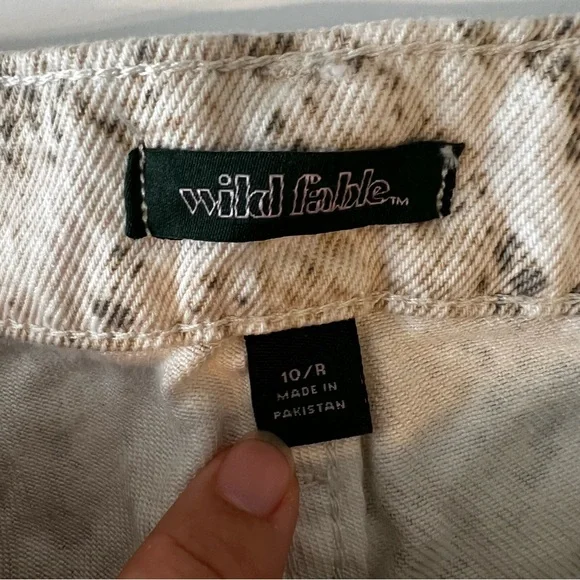 wild fable™
10/R
MADE IN
PAKISTAN